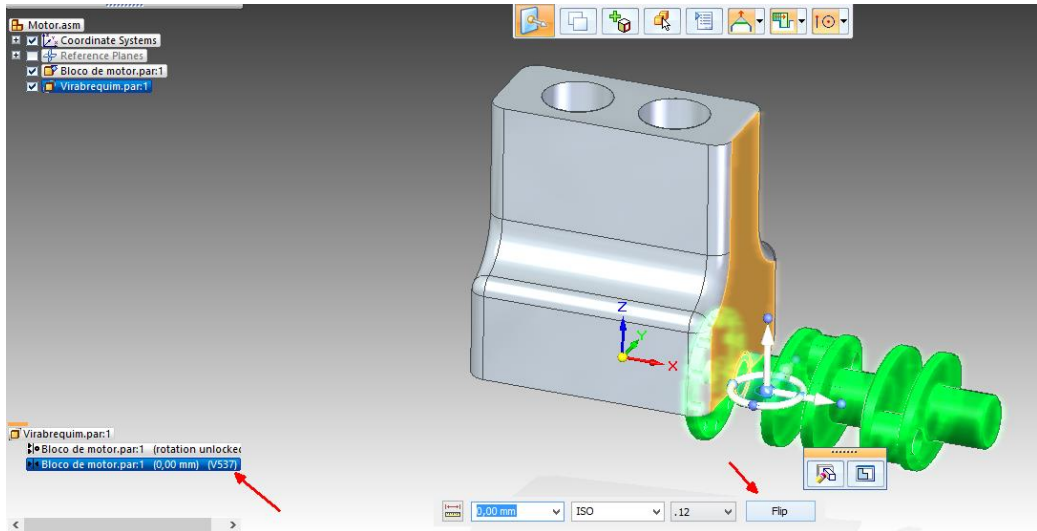 Motor.asm
Coordinate Systems
Reference Planes
Bloco de motor.par:1
Virabrequim.par:1
Z
Y
X
Virabrequim.par:1
Bloco de motor.par:1 (rotation unlocked
Bloco de motor.par:1 (0,00 mm) (V537)
0,00 mm ISO .12 Flip